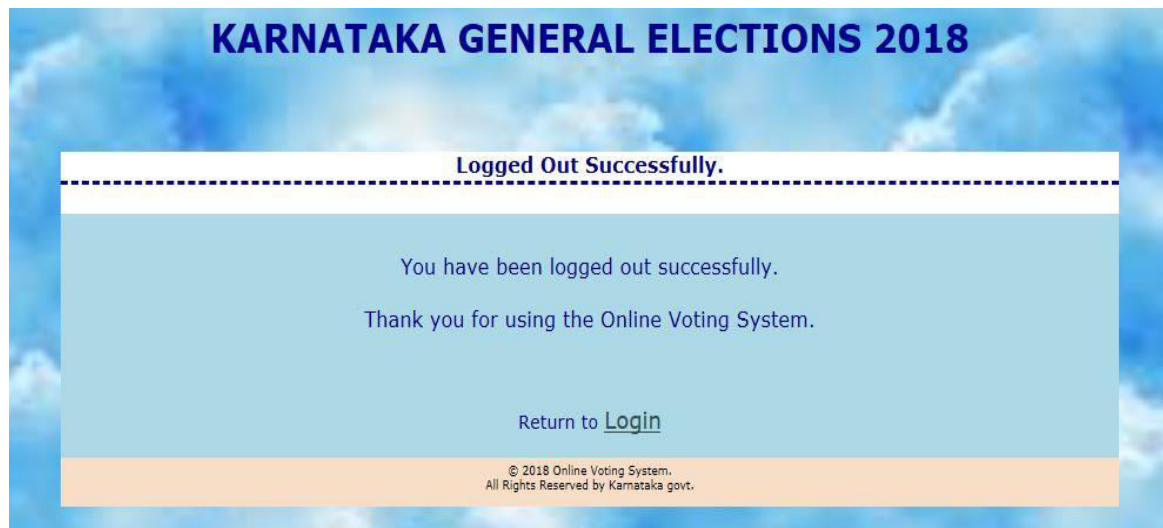 KARNATAKA GENERAL ELECTIONS 2018
Logged Out Successfully.
You have been logged out successfully.
Thank you for using the Online Voting System.
Return to Login
© 2018 Online Voting System.
All Rights Reserved by Karnataka govt.